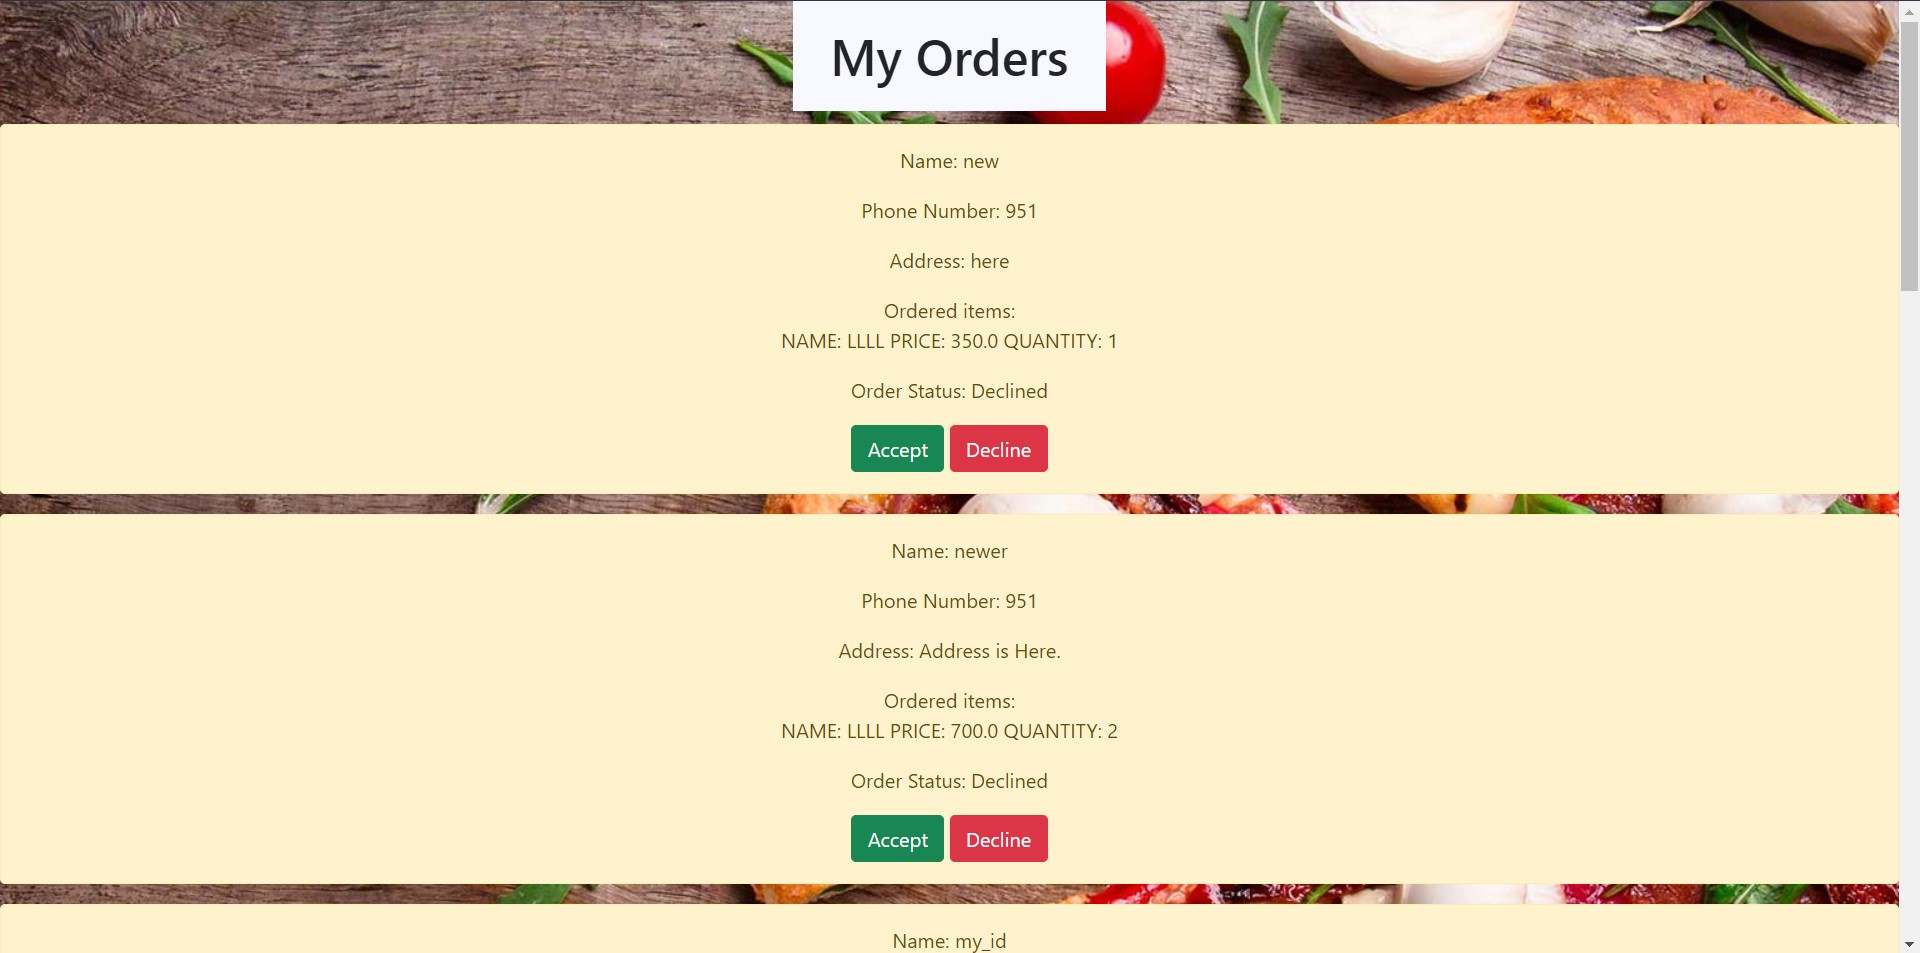 My Orders
Name: new
Phone Number: 951
Address: here
Ordered items:
NAME: LLLL PRICE: 350.0 QUANTITY: 1
Order Status: Declined
Accept Decline
Name: newer
Phone Number: 951
Address: Address is Here.
Ordered items:
NAME: LLLL PRICE: 700.0 QUANTITY: 2
Order Status: Declined
Accept Decline
Name: my_id